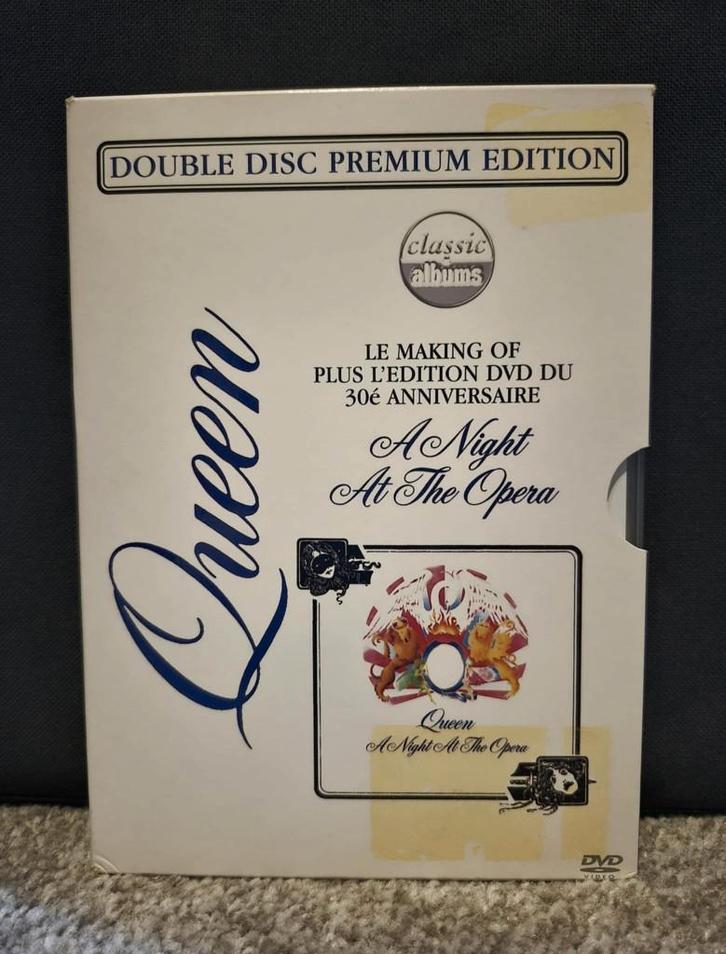 DOUBLE DISC PREMIUM EDITION
classic
albums
Queen
LE MAKING OF
PLUS L'EDITION DVD DU
30é ANNIVERSAIRE
A Night
At The Opera
Queen
A Night At The Opera
DVD
VIDEO